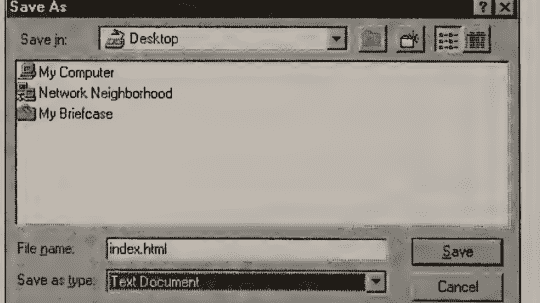 Save As
Save in: Desktop
My Computer
Network Neighborhood
My Briefcase
File name: index.html Save
Save as type: Text Document Cancel